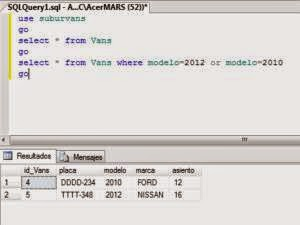 SQLQuery1.sql - A...C\AcerMARS (52))*
use suburvans
go
select * from Vans
go
select * from Vans where modelo=2012 or modelo=2010
go
Resultados Mensajes
id_Vans placa modelo marca asiento
1 4 DDDD-234 2010 FORD 12
2 5 TTTT-348 2012 NISSAN 16